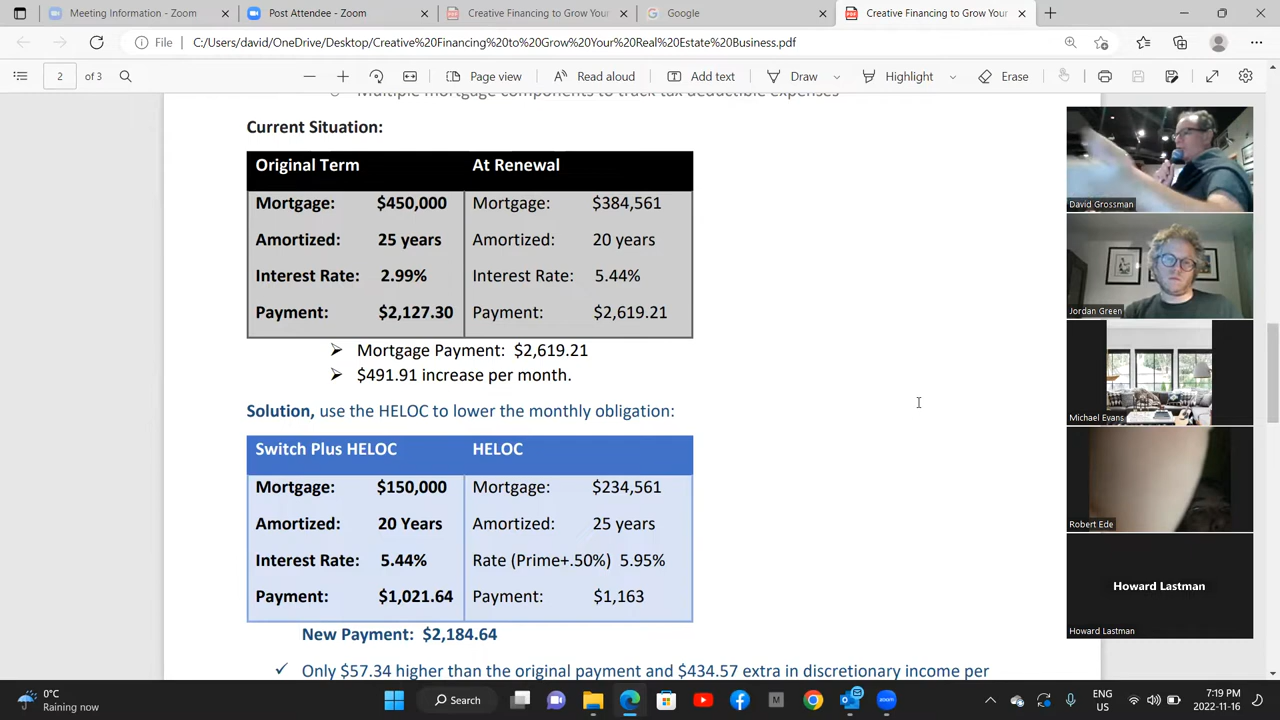 Meeting Information - Zoom
Post Attendee - Zoom
Creative Financing to Grow Your
Google
Creative Financing to Grow Your
File
C:/Users/david/OneDrive/Desktop/Creative%20Financing%20to%20Grow%20Your%20Real%20Estate%20Business.pdf
2 of 3
Page view
Read aloud
Add text
Draw
Highlight
Erase
Multiple mortgage components to track tax deductible expenses
Current Situation:
Original Term At Renewal
Mortgage: $450,000 Mortgage: $384,561
Amortized: 25 years Amortized: 20 years
Interest Rate: 2.99% Interest Rate: 5.44%
Payment: $2,127.30 Payment: $2,619.21
➢ Mortgage Payment: $2,619.21
➢ $491.91 increase per month.
Solution, use the HELOC to lower the monthly obligation:
Switch Plus HELOC HELOC
Mortgage: $150,000 Mortgage: $234,561
Amortized: 20 Years Amortized: 25 years
Interest Rate: 5.44% Rate (Prime+.50%) 5.95%
Payment: $1,021.64 Payment: $1,163
New Payment: $2,184.64
✓ Only $57.34 higher than the original payment and $434.57 extra in discretionary income per
David Grossman
Jordan Green
Michael Evans
Robert Ede
Howard Lastman
Howard Lastman
0°C
Raining now
Search
M
zoom
ENG
US
7:19 PM
2022-11-16